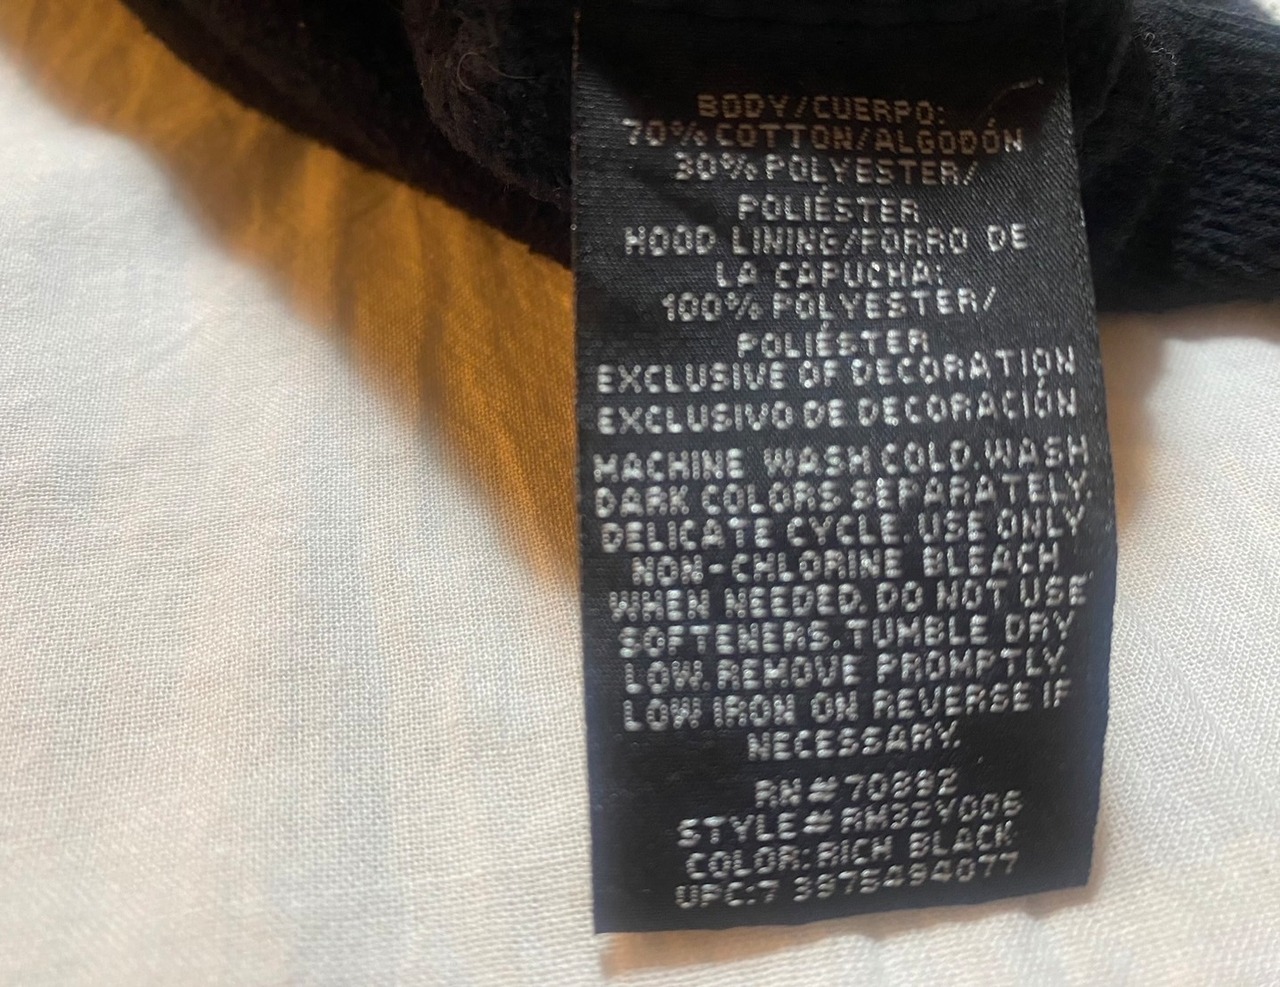 BODY/CUERPO:
70% COTTON/ALGODÓN
30% POLYESTER/
POLIÉSTER
HOOD LINING/FORRO DE
LA CAPUCHA:
100% POLYESTER/
POLIÉSTER
EXCLUSIVE OF DECORATION
EXCLUSIVO DE DECORACIÓN
MACHINE WASH COLD. WASH
DARK COLORS SEPARATELY.
DELICATE CYCLE. USE ONLY
NON-CHLORINE BLEACH
WHEN NEEDED. DO NOT USE
SOFTENERS. TUMBLE DRY
LOW. REMOVE PROMPTLY.
LOW IRON ON REVERSE IF
NECESSARY.
RN# 70892
STYLE#
COLOR: RICH BLACK
UPC: 7